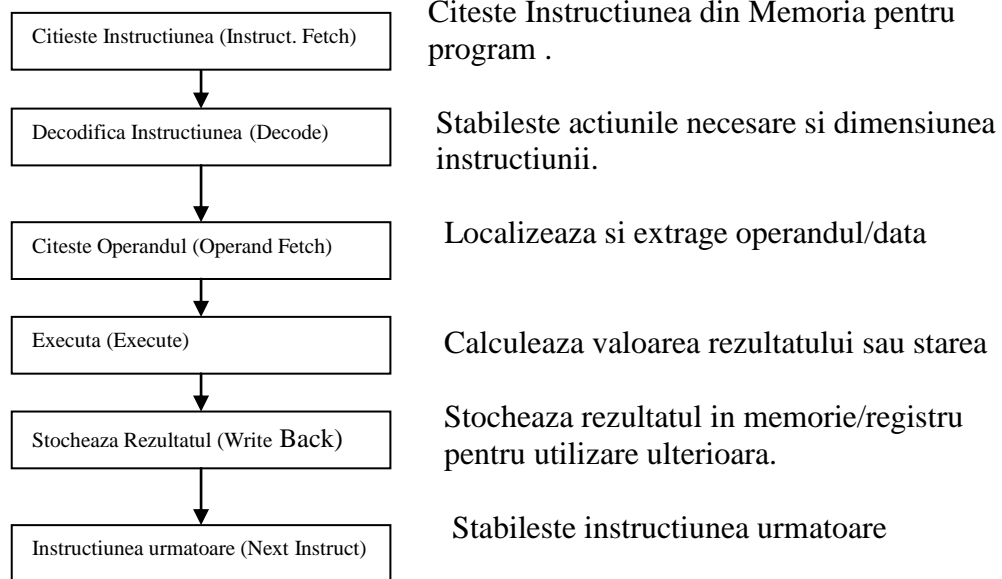 Citeste Instructiunea din Memoria pentru
program .
Citieste Instructiunea (Instruct. Fetch)
Decodifica Instructiunea (Decode)
Stabileste actiunile necesare si dimensiunea
instructiunii.
Citeste Operandul (Operand Fetch)
Localizeaza si extrage operandul/data
Executa (Execute)
Calculeaza valoarea rezultatului sau starea
Stocheaza Rezultatul (Write Back)
Stocheaza rezultatul in memorie/registru
pentru utilizare ulterioara.
Instructiunea urmatoare (Next Instruct)
Stabileste instructiunea urmatoare